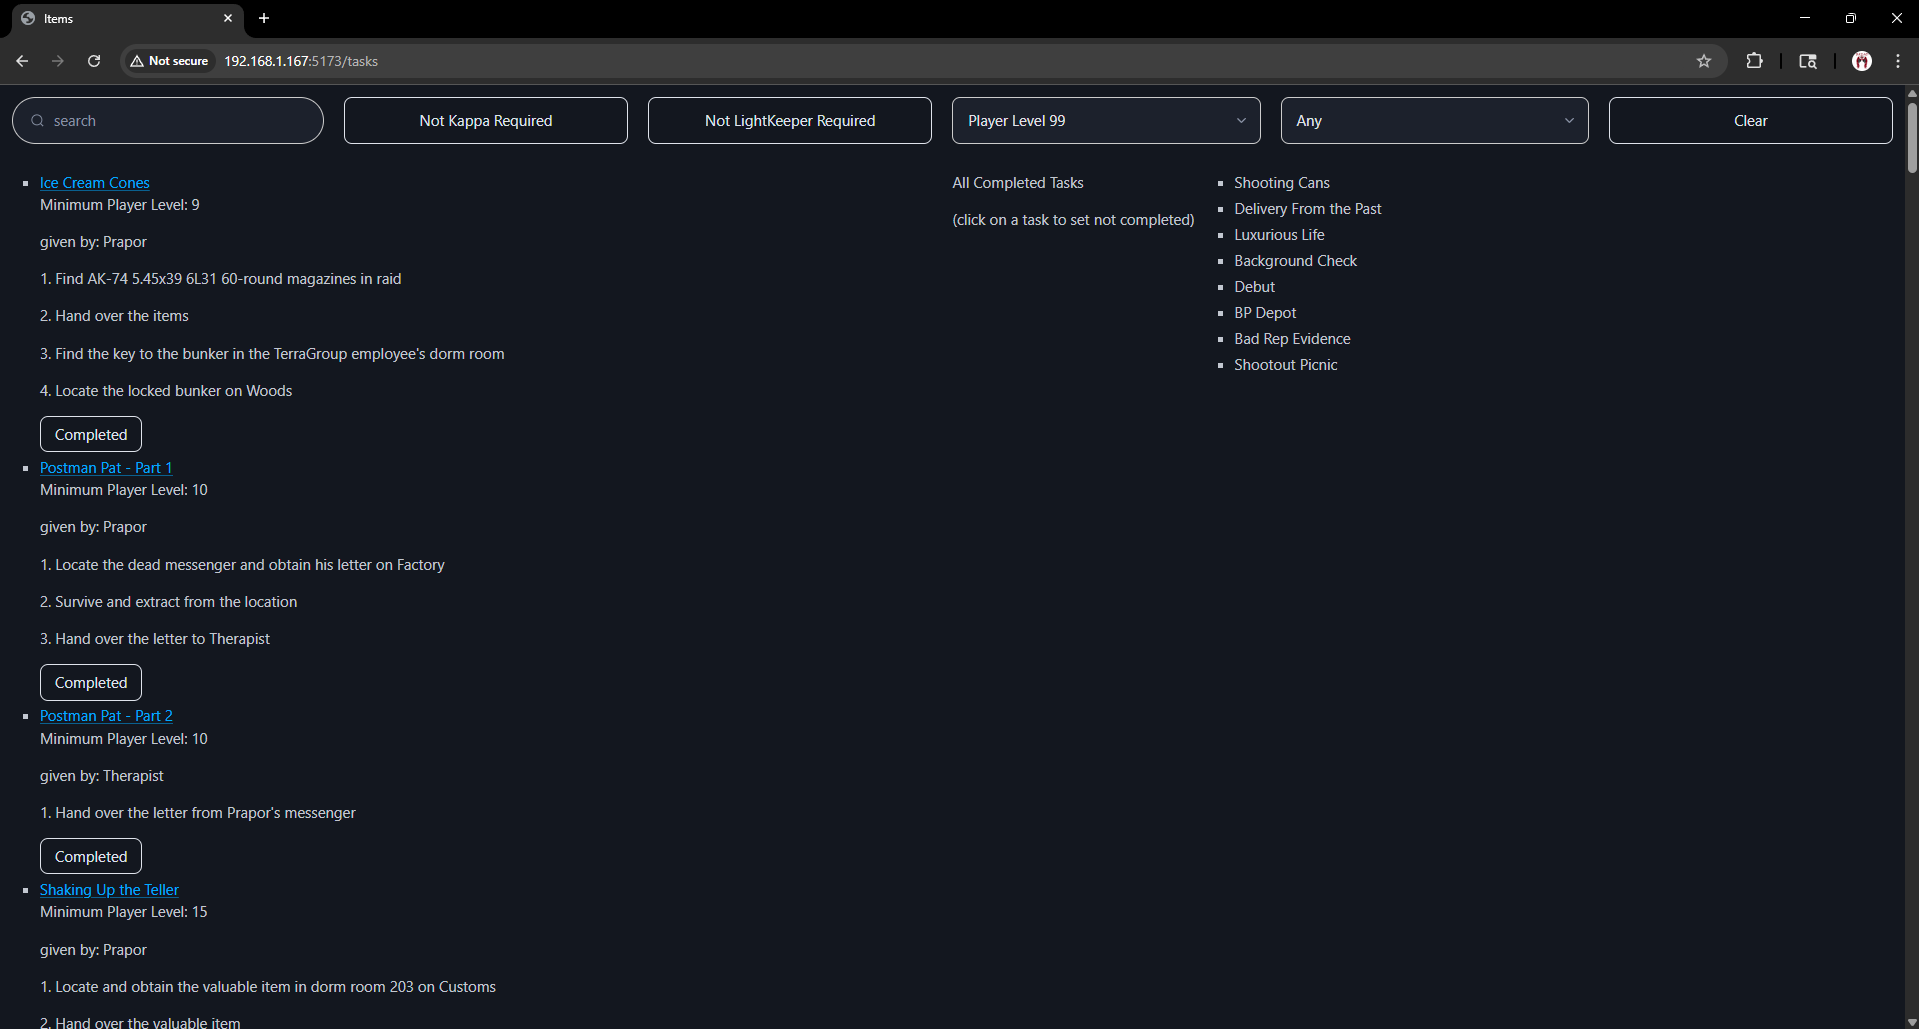 Items
Not secure
192.168.1.167:5173/tasks
search
Not Kappa Required
Not LightKeeper Required
Player Level 99
Any
Clear
Ice Cream Cones
Minimum Player Level: 9
given by: Prapor
1. Find AK-74 5.45x39 6L31 60-round magazines in raid
2. Hand over the items
3. Find the key to the bunker in the TerraGroup employee's dorm room
4. Locate the locked bunker on Woods
Completed
Postman Pat - Part 1
Minimum Player Level: 10
given by: Prapor
1. Locate the dead messenger and obtain his letter on Factory
2. Survive and extract from the location
3. Hand over the letter to Therapist
Completed
Postman Pat - Part 2
Minimum Player Level: 10
given by: Therapist
1. Hand over the letter from Prapor's messenger
Completed
Shaking Up the Teller
Minimum Player Level: 15
given by: Prapor
1. Locate and obtain the valuable item in dorm room 203 on Customs
2. Hand over the valuable item
All Completed Tasks
(click on a task to set not completed)
Shooting Cans
Delivery From the Past
Luxurious Life
Background Check
Debut
BP Depot
Bad Rep Evidence
Shootout Picnic